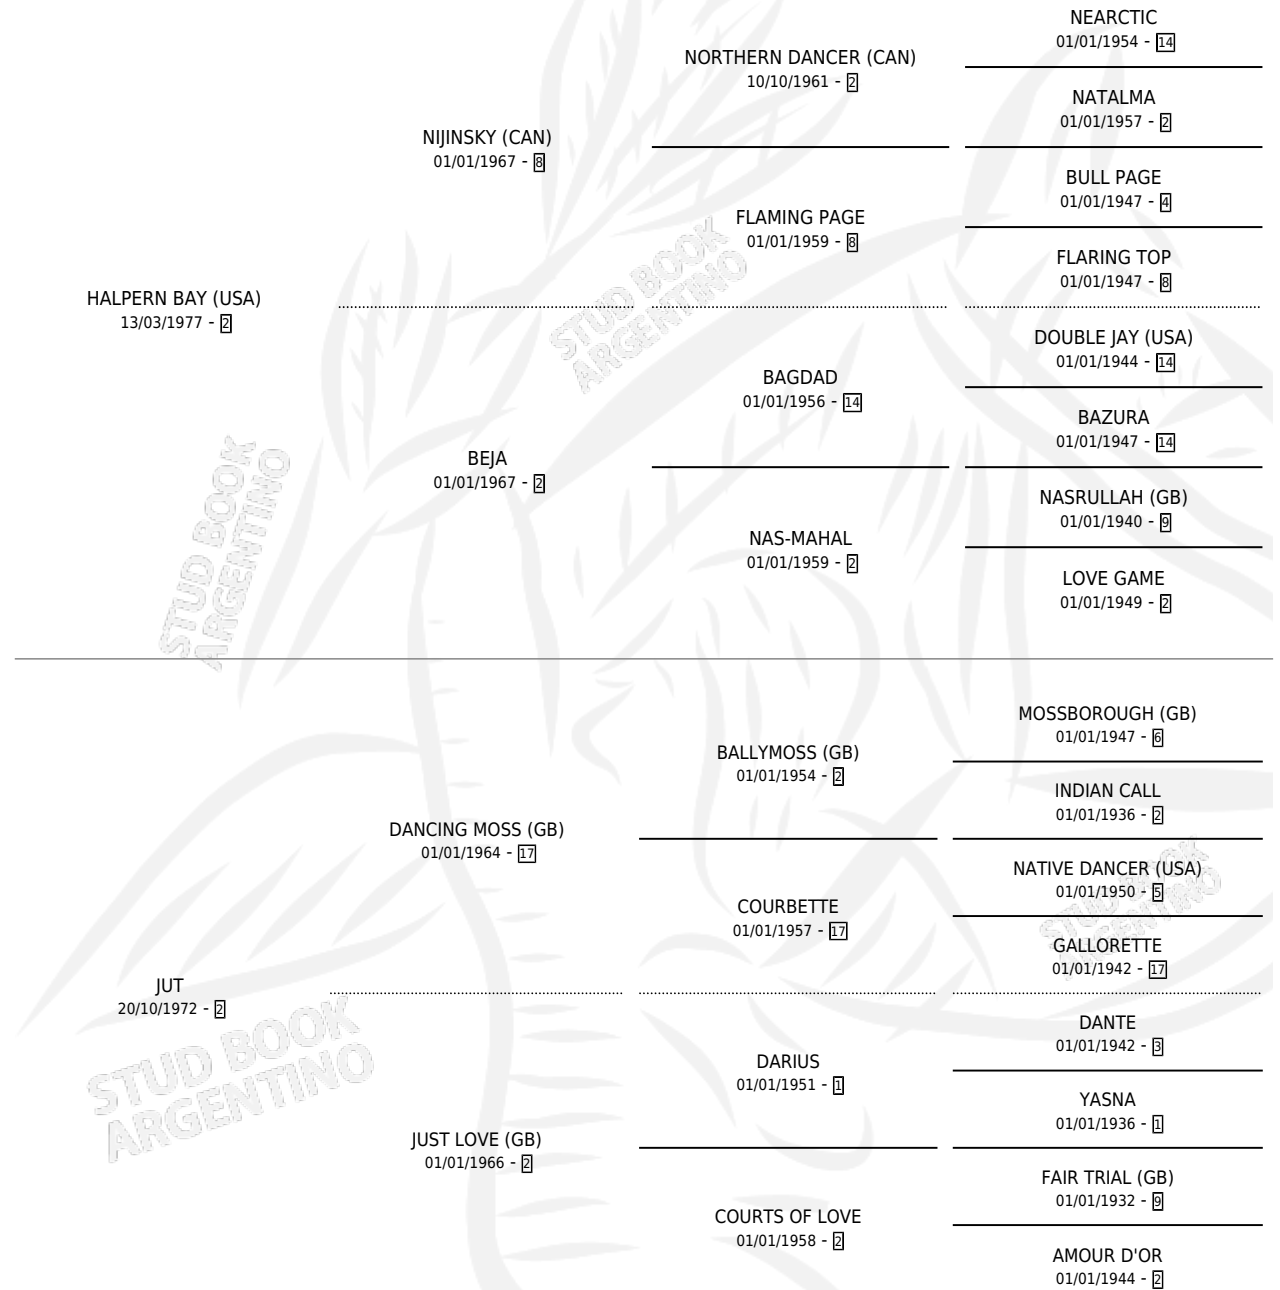 NEARCTIC
01/01/1954 - 14
NORTHERN DANCER (CAN)
10/10/1961 - 2
NATALMA
01/01/1957 - 2
NIJINSKY (CAN)
01/01/1967 - 8
BULL PAGE
01/01/1947 - 4
FLAMING PAGE
01/01/1959 - 8
FLARING TOP
01/01/1947 - 8
HALPERN BAY (USA)
13/03/1977 - 2
DOUBLE JAY (USA)
01/01/1944 - 14
BAGDAD
01/01/1956 - 14
BAZURA
01/01/1947 - 14
BEJA
01/01/1967 - 2
NASRULLAH (GB)
01/01/1940 - 9
NAS-MAHAL
01/01/1959 - 2
LOVE GAME
01/01/1949 - 2
MOSSBOROUGH (GB)
01/01/1947 - 6
BALLYMOSS (GB)
01/01/1954 - 2
INDIAN CALL
01/01/1936 - 2
DANCING MOSS (GB)
01/01/1964 - 17
NATIVE DANCER (USA)
01/01/1950 - 5
COURBETTE
01/01/1957 - 17
GALLORETTE
01/01/1942 - 17
JUT
20/10/1972 - 2
DANTE
01/01/1942 - 3
DARIUS
01/01/1951 - 1
YASNA
01/01/1936 - 1
JUST LOVE (GB)
01/01/1966 - 2
FAIR TRIAL (GB)
01/01/1932 - 9
COURTS OF LOVE
01/01/1958 - 2
AMOUR D'OR
01/01/1944 - 2
STUD BOOK
ARGENTINO
STUD BOOK
ARGENTINO
STUD BOOK
ARGENTINO
STUD BOOK
ARGENTINO